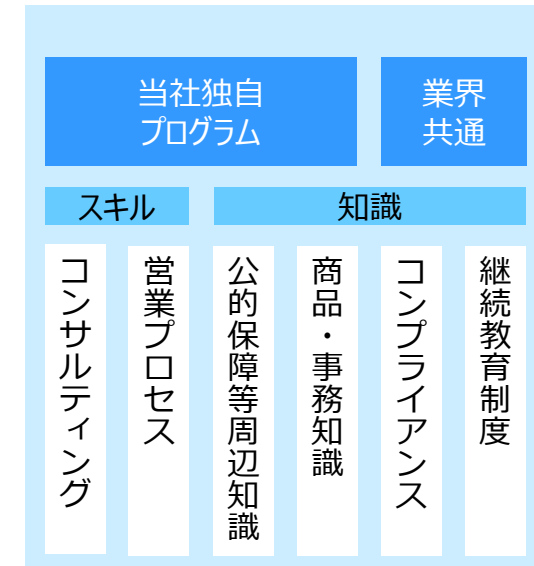 当社独自
プログラム
業界
共通
スキル
知識
コンサルティング
営業プロセス
公的保障等周辺知識
商品・事務知識
コンプライアンス
継続教育制度